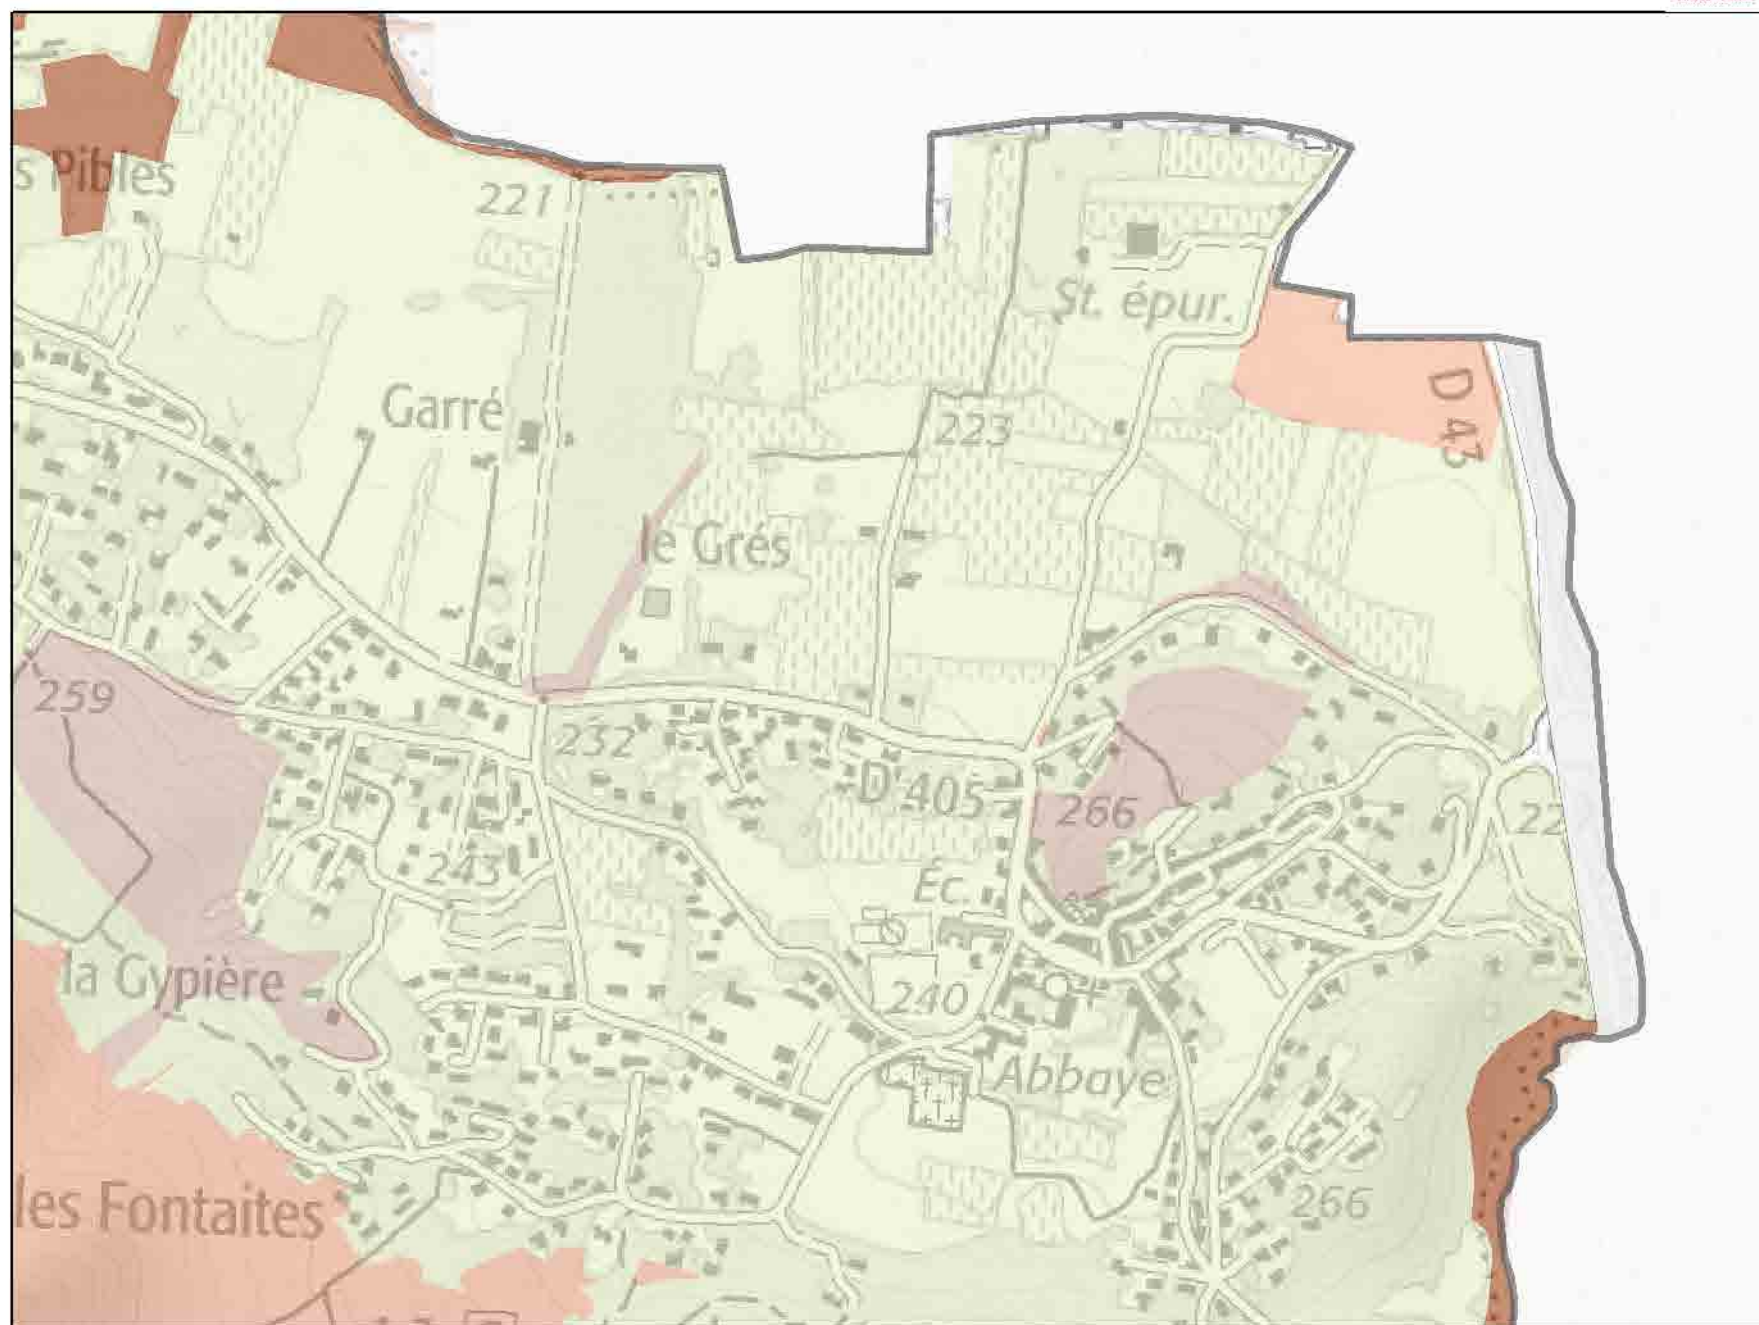 s Pibles
221
St. épur.
D 43
Garré
223
le Grés
259
232
D 405
266
22
243
Éc.
la Gypière
240
Abbaye
les Fontaites
266